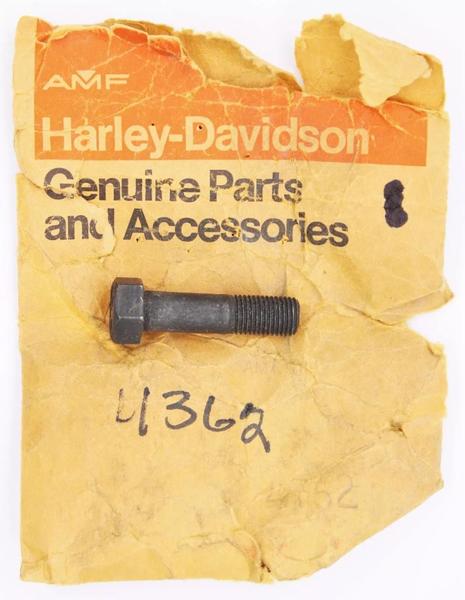 AMF
Harley-Davidson
Genuine Parts
and Accessories
4362